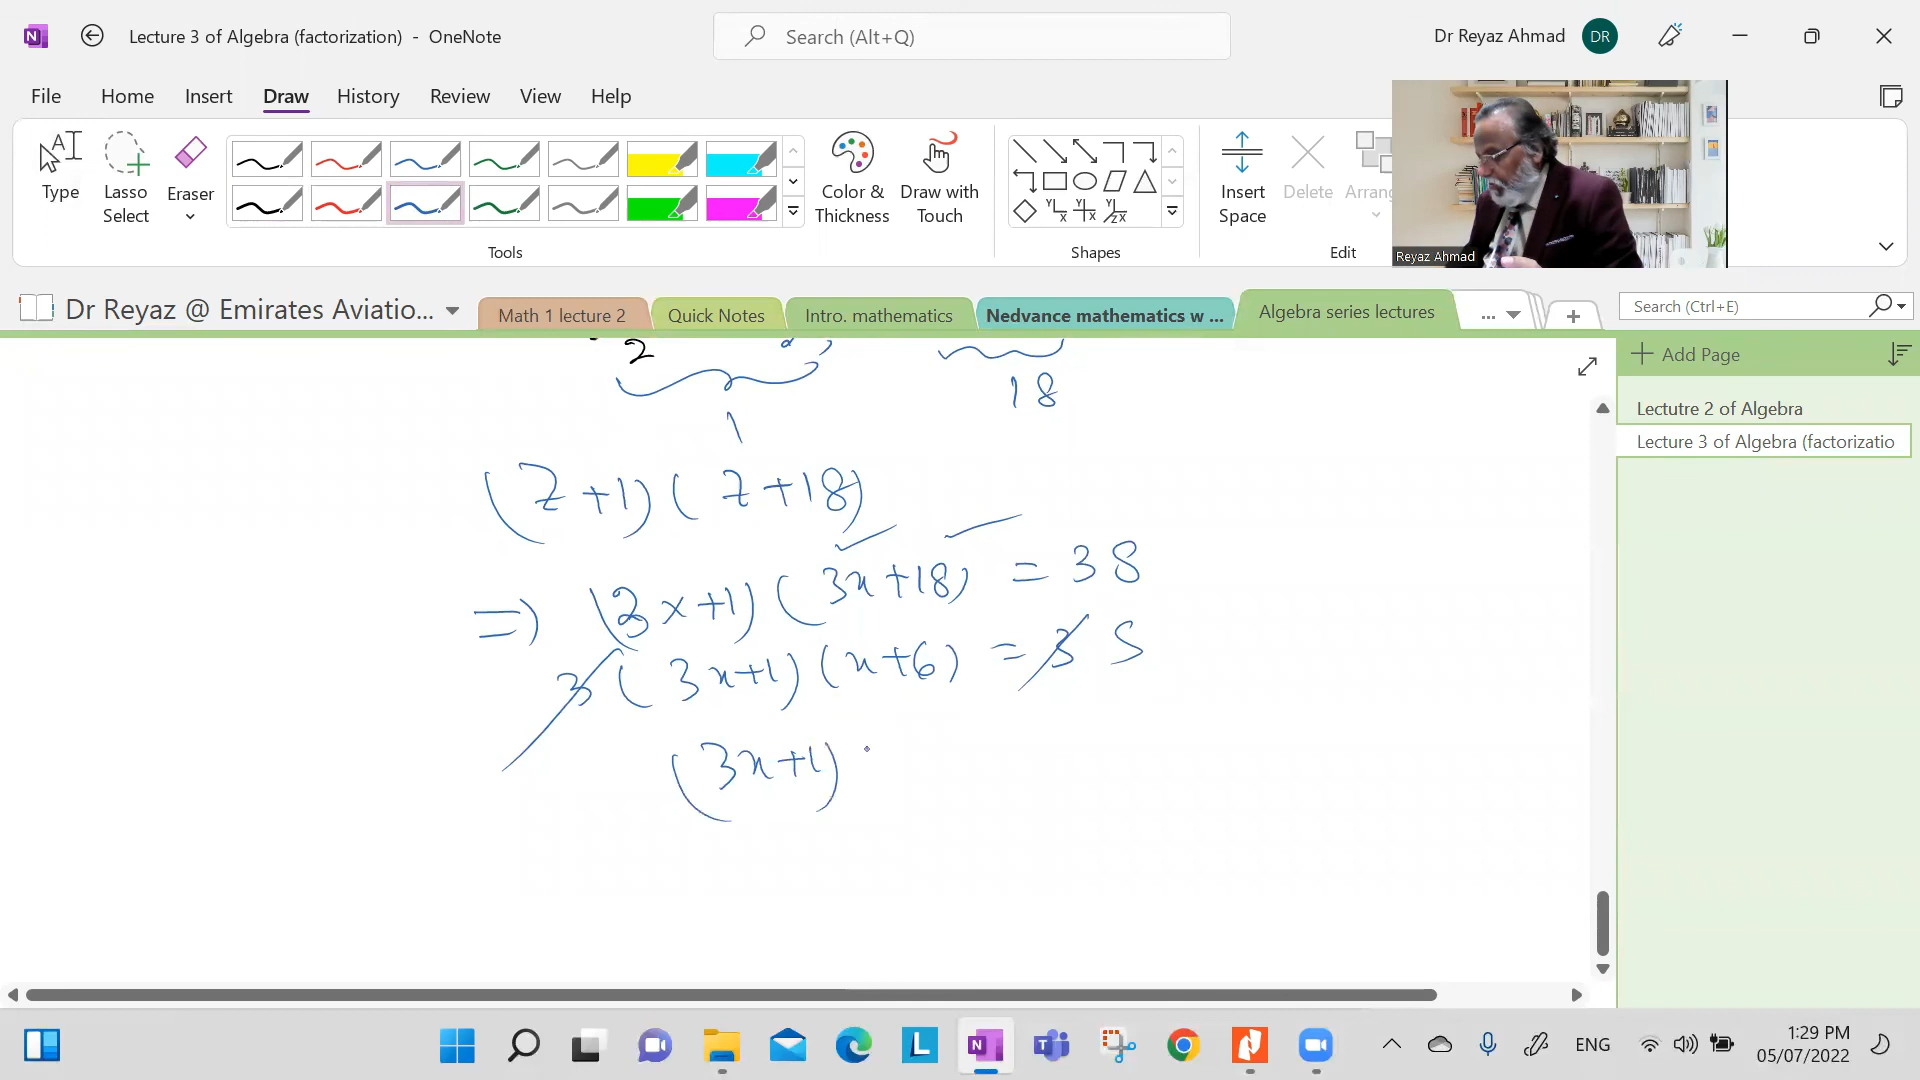 Lecture 3 of Algebra (factorization) - OneNote
Search (Alt+Q)
Dr Reyaz Ahmad
DR
File Home Insert Draw History Review View Help
Type
Lasso Select
Eraser
Color & Thickness
Draw with Touch
Insert Space
Delete
Arrang
Tools
Shapes
Edit
Reyaz Ahmad
Dr Reyaz @ Emirates Aviatio...
Math 1 lecture 2
Quick Notes
Intro. mathematics
Nedvance mathematics w ...
Algebra series lectures
...
Search (Ctrl+E)
Add Page
Lectutre 2 of Algebra
Lecture 3 of Algebra (factorizatio
2
18
1
(z+1)(z+18)
⇒ (3x+1)(3x+18) = 3S
3(3x+1)(x+6) = 3S
(3x+1)
ENG
1:29 PM
05/07/2022